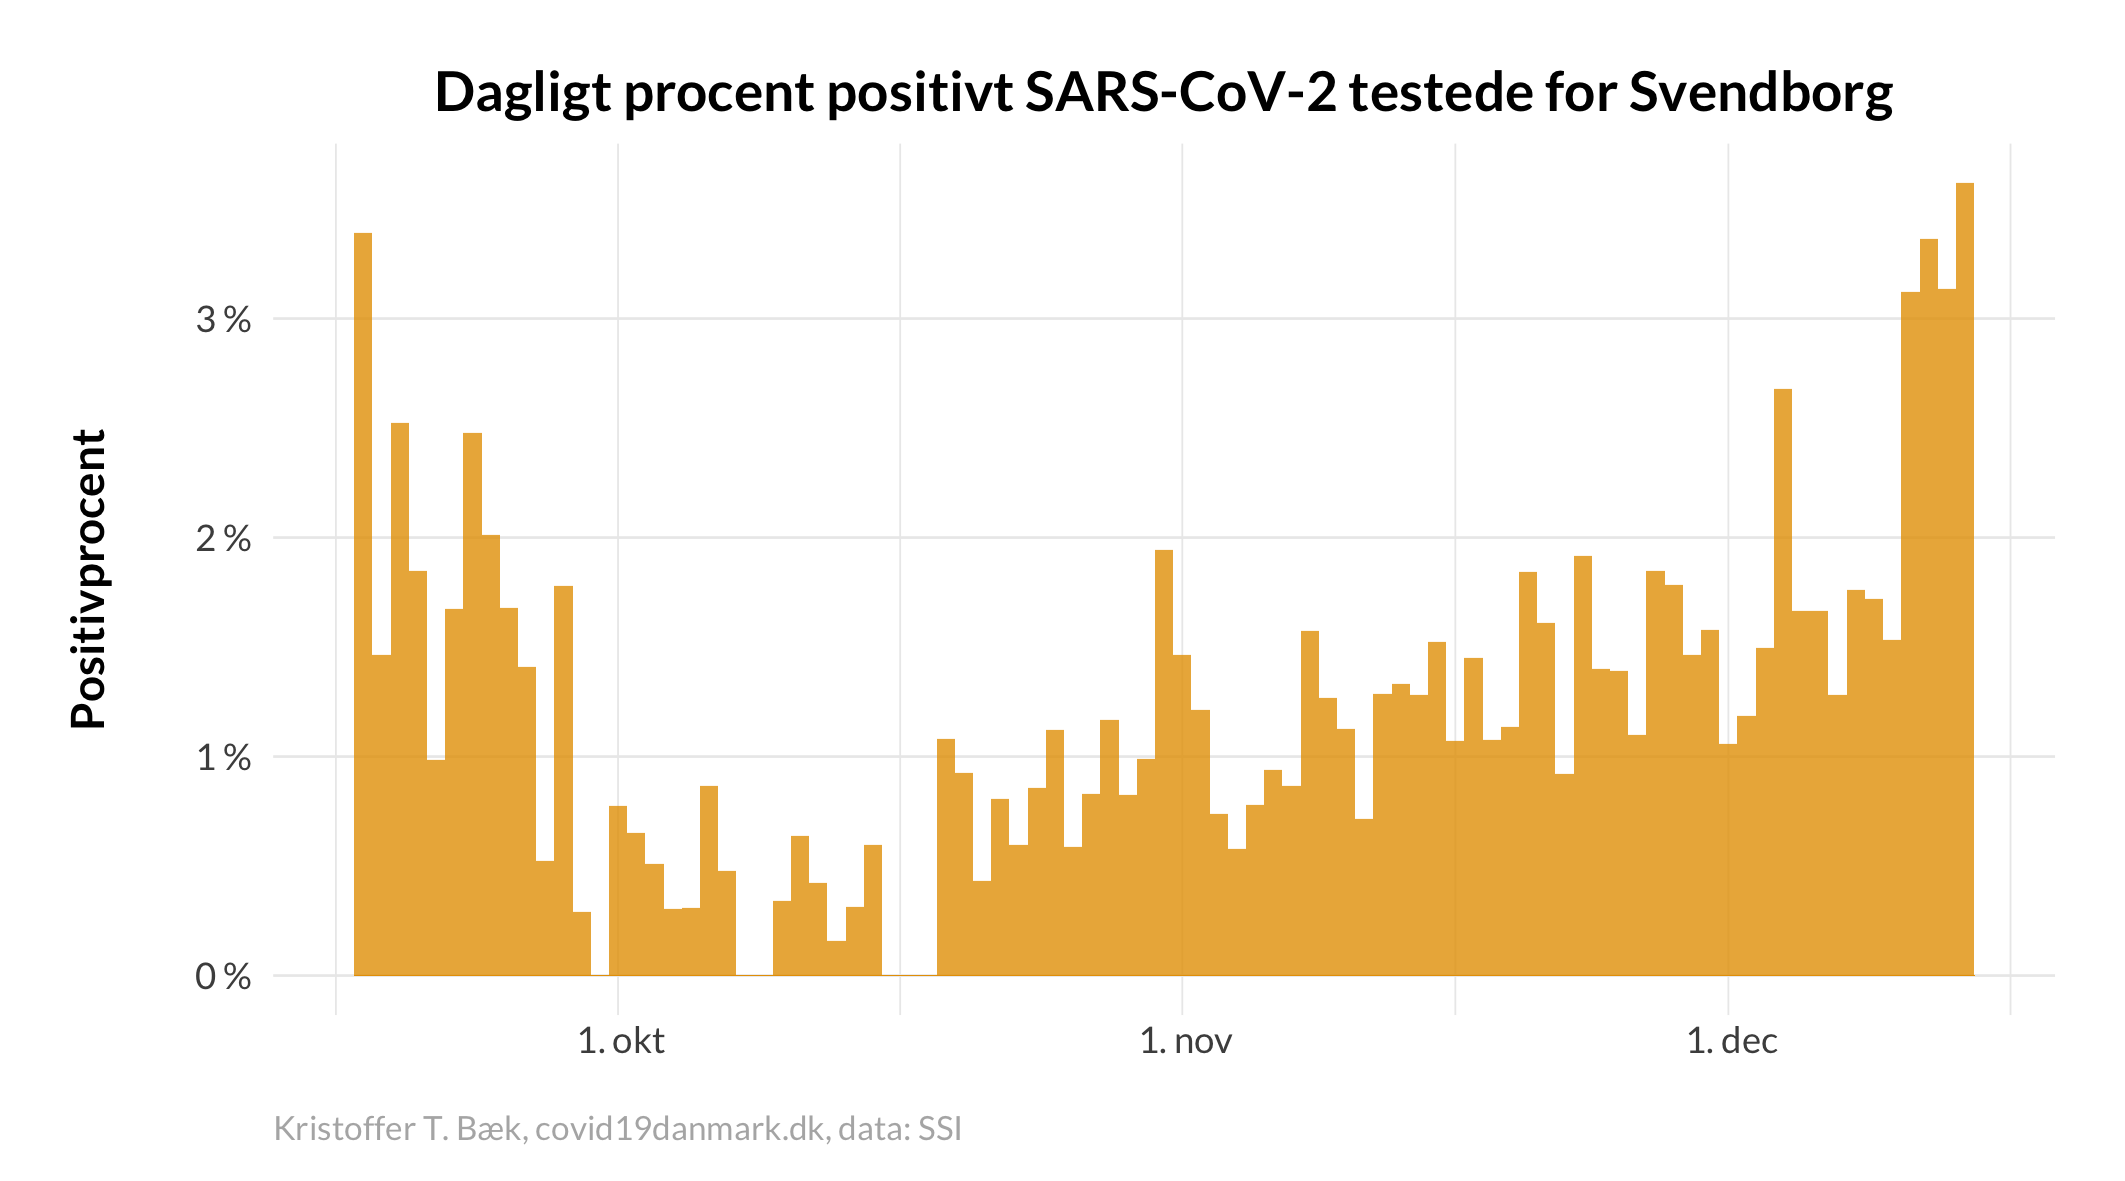 Dagligt procent positivt SARS-CoV-2 testede for Svendborg
Positivprocent
3 %
2 %
1 %
0 %
1. okt
1. nov
1. dec
Kristoffer T. Bæk, covid19danmark.dk, data: SSI